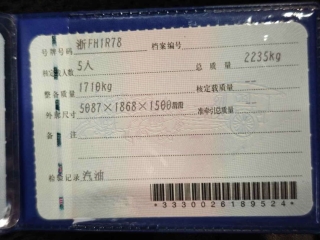 号牌号码 浙FH1R78 档案编号
核定载人数 5人 总质量 2235kg
整备质量 1710kg 核定载质量
外廓尺寸 5087×1868×1500mm 准牵引总质量
备注
检验记录 汽油
*3330026189524*